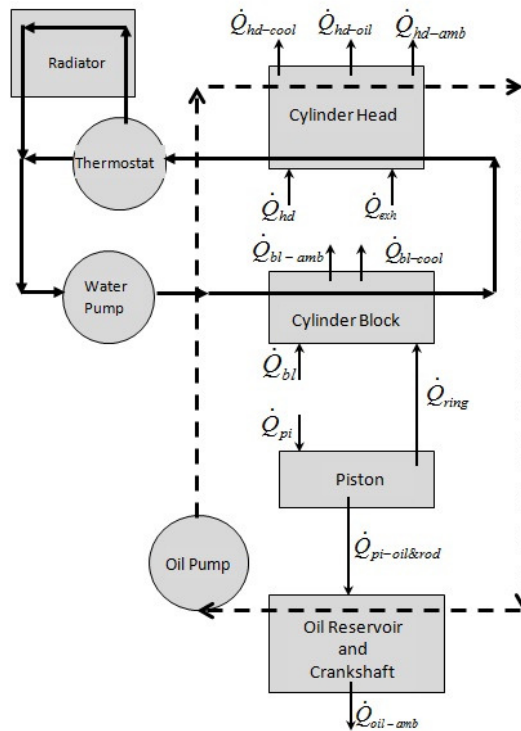 Q̇hd-cool
Q̇hd-oil
Q̇hd-amb
Radiator
Cylinder Head
Thermostat
Q̇hd
Q̇exh
Q̇bl-amb
Q̇bl-cool
Water
Pump
Cylinder Block
Q̇bl
Q̇ring
Q̇pi
Piston
Q̇pi-oil&rod
Oil Pump
Oil Reservoir
and
Crankshaft
Q̇oil-amb